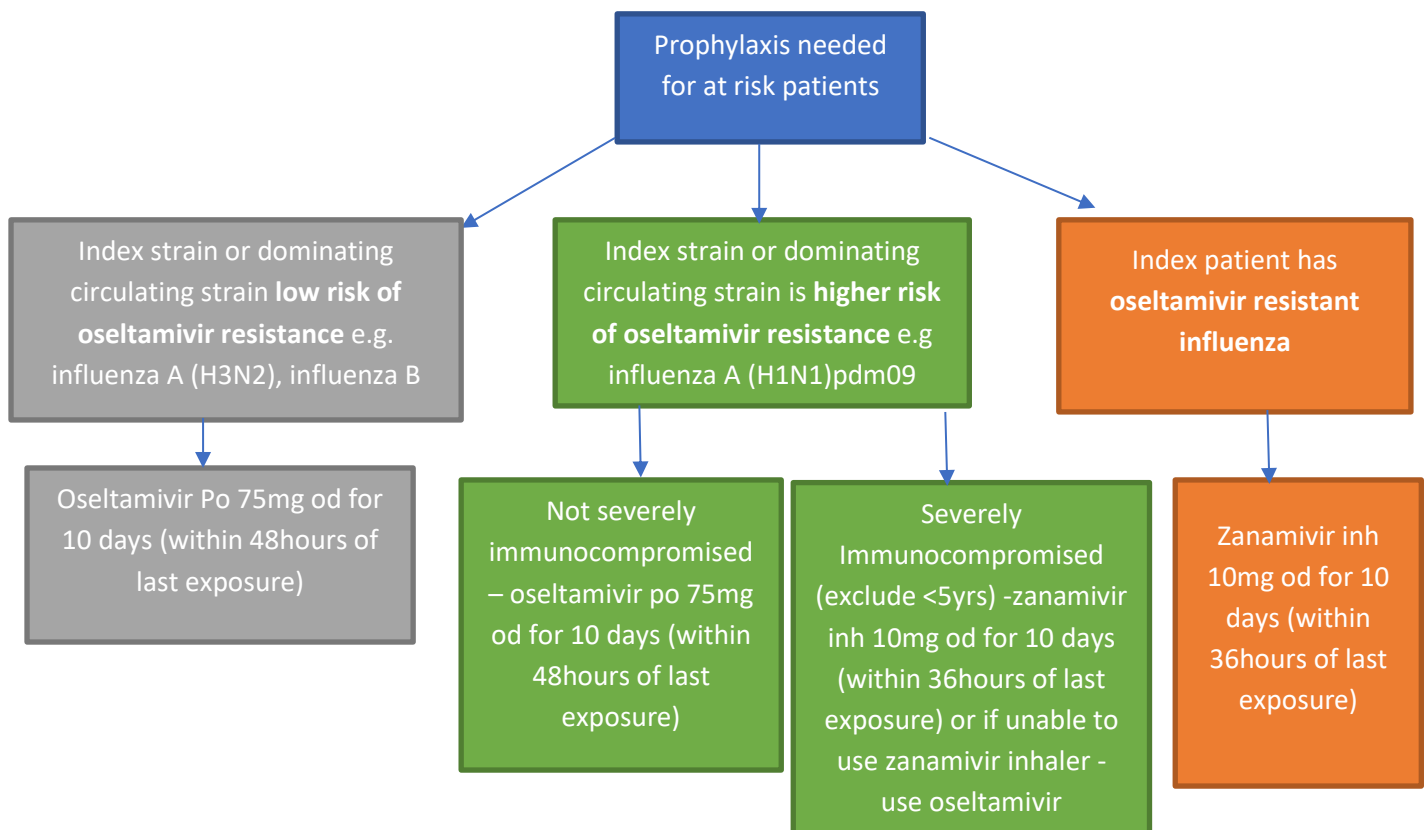 Prophylaxis needed
for at risk patients
Index strain or dominating
circulating strain low risk of
oseltamivir resistance e.g.
influenza A (H3N2), influenza B
Index strain or dominating
circulating strain is higher risk
of oseltamivir resistance e.g
influenza A (H1N1)pdm09
Index patient has
oseltamivir resistant
influenza
Oseltamivir Po 75mg od for
10 days (within 48hours of
last exposure)
Not severely
immunocompromised
– oseltamivir po 75mg
od for 10 days (within
48hours of last
exposure)
Severely
Immunocompromised
(exclude <5yrs) -zanamivir
inh 10mg od for 10 days
(within 36hours of last
exposure) or if unable to
use zanamivir inhaler -
use oseltamivir
Zanamivir inh
10mg od for 10
days (within
36hours of last
exposure)